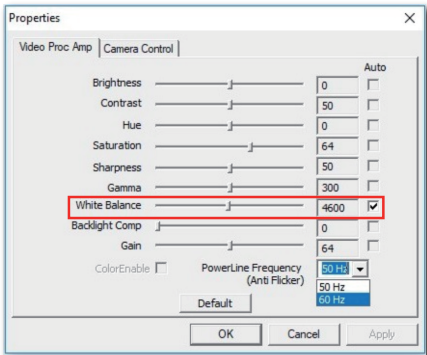 Properties
Video Proc Amp Camera Control
Auto
Brightness 0
Contrast 50
Hue 0
Saturation 64
Sharpness 50
Gamma 300
White Balance 4600
Backlight Comp 0
Gain 64
ColorEnable PowerLine Frequency 50 Hz
(Anti Flicker)
50 Hz
60 Hz
Default
OK Cancel Apply